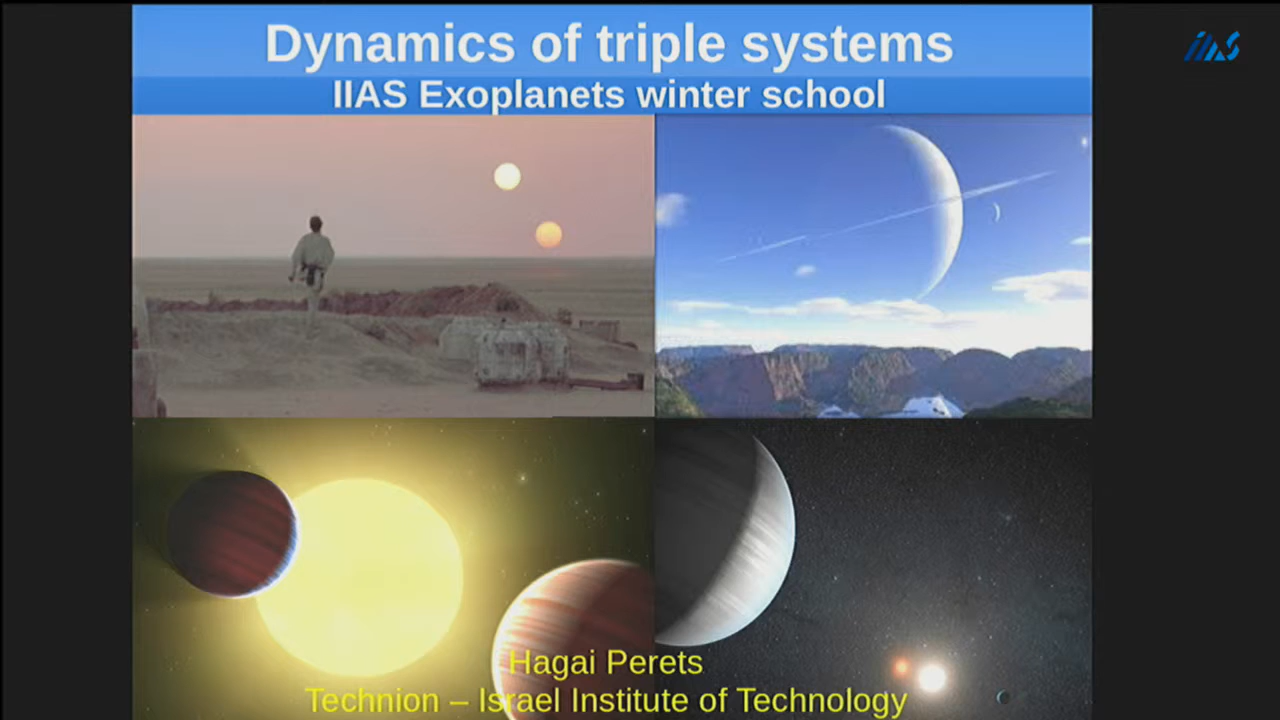 Dynamics of triple systems
IIAS
IIAS Exoplanets winter school
Hagai Perets
Technion – Israel Institute of Technology